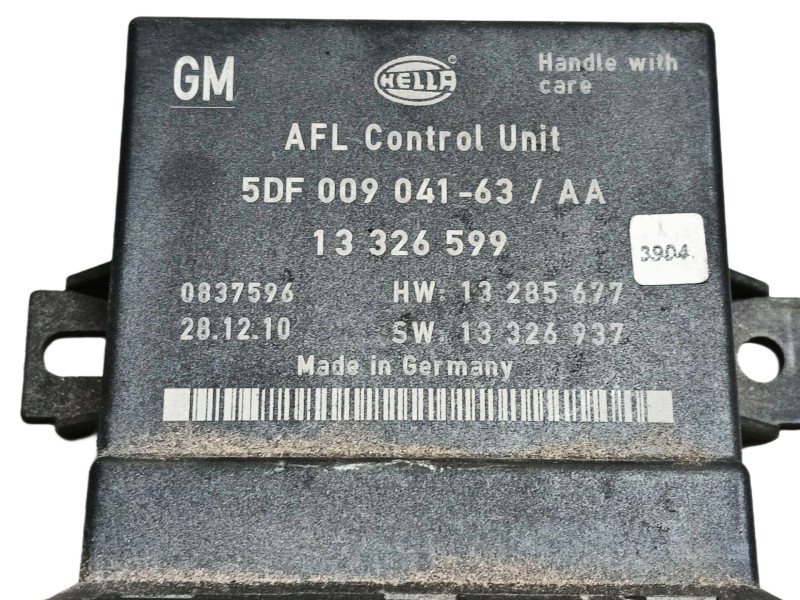 GM
HELLA
©
Handle with
care
AFL Control Unit
5DF 009 041-63 / AA
13 326 599
3904
0837596
HW: 13 285 677
28.12.10
SW: 13 326 937
Made in Germany